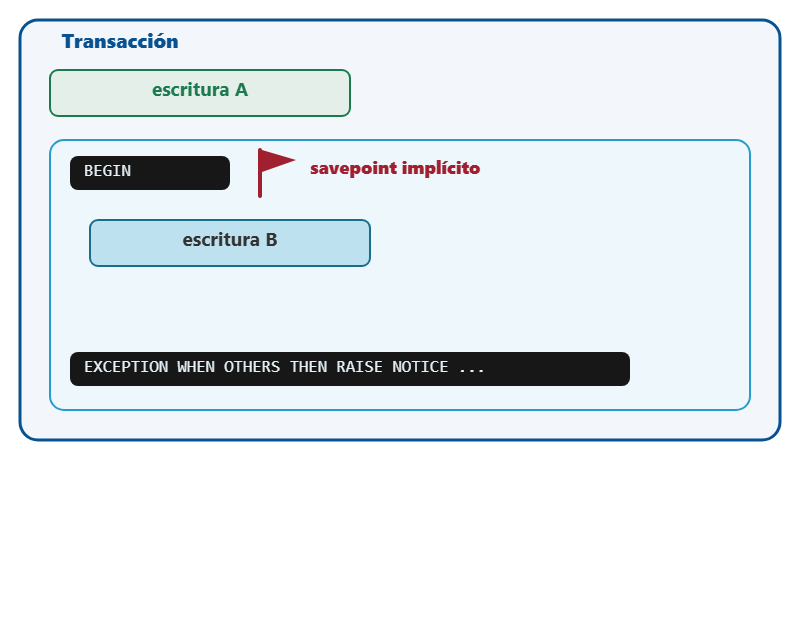 Transacción
escritura A
BEGIN
savepoint implícito
escritura B
EXCEPTION WHEN OTHERS THEN RAISE NOTICE ...